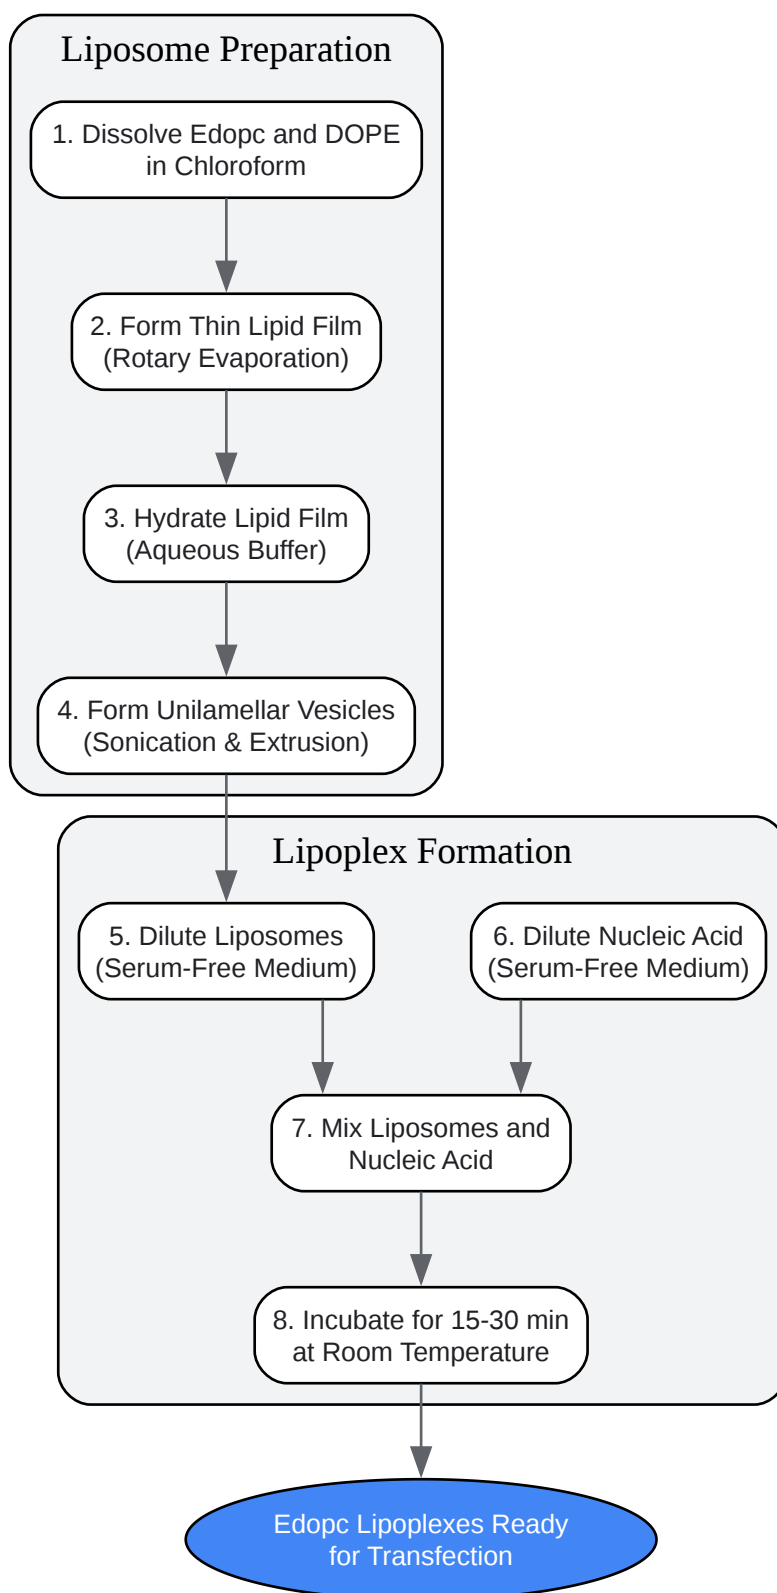 Liposome Preparation
1. Dissolve Edopc and DOPE
in Chloroform
2. Form Thin Lipid Film
(Rotary Evaporation)
3. Hydrate Lipid Film
(Aqueous Buffer)
4. Form Unilamellar Vesicles
(Sonication & Extrusion)
Lipoplex Formation
5. Dilute Liposomes
(Serum-Free Medium)
6. Dilute Nucleic Acid
(Serum-Free Medium)
7. Mix Liposomes and
Nucleic Acid
8. Incubate for 15-30 min
at Room Temperature
Edopc Lipoplexes Ready
for Transfection